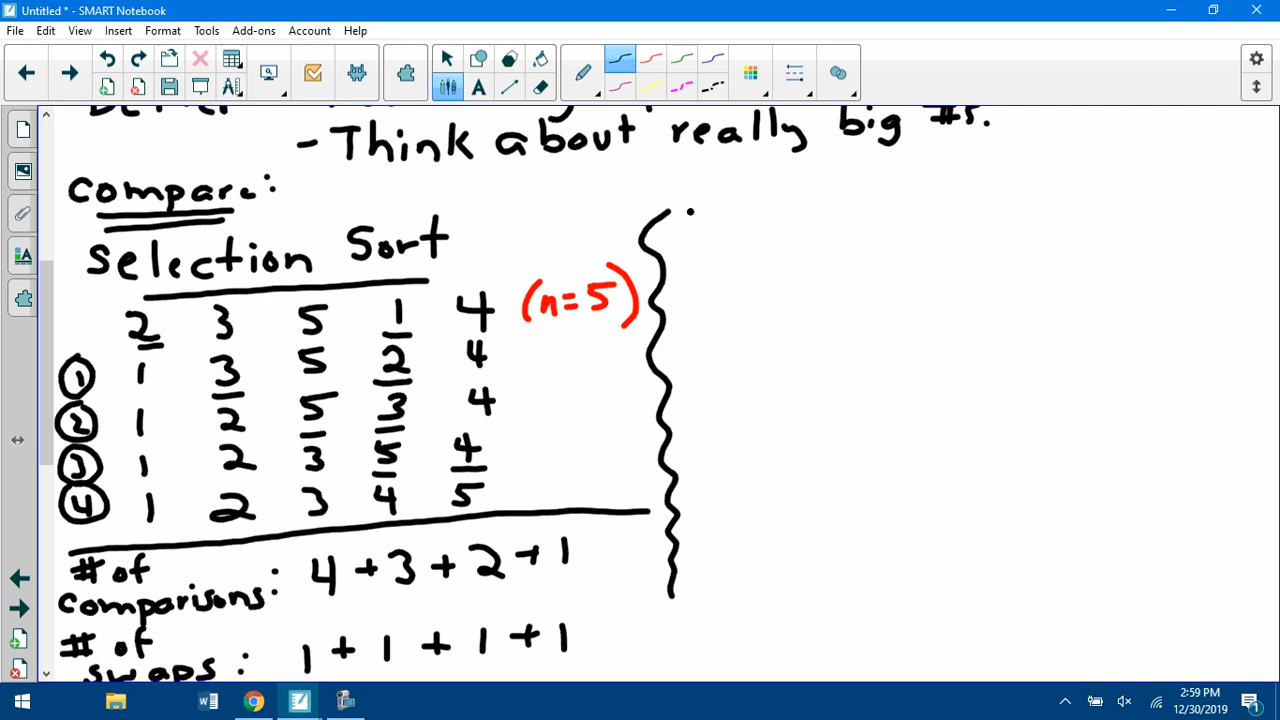 Untitled * - SMART Notebook
File Edit View Insert Format Tools Add-ons Account Help
- Think about really big #s.
Compare:
Selection Sort
2 3 5 1 4 (n=5)
1 1 3 5 2 4
2 1 2 5 3 4
3 1 2 3 5 4
4 1 2 3 4 5
# of
comparisons: 4 + 3 + 2 + 1
# of
swaps: 1 + 1 + 1 + 1
2:59 PM
12/30/2019